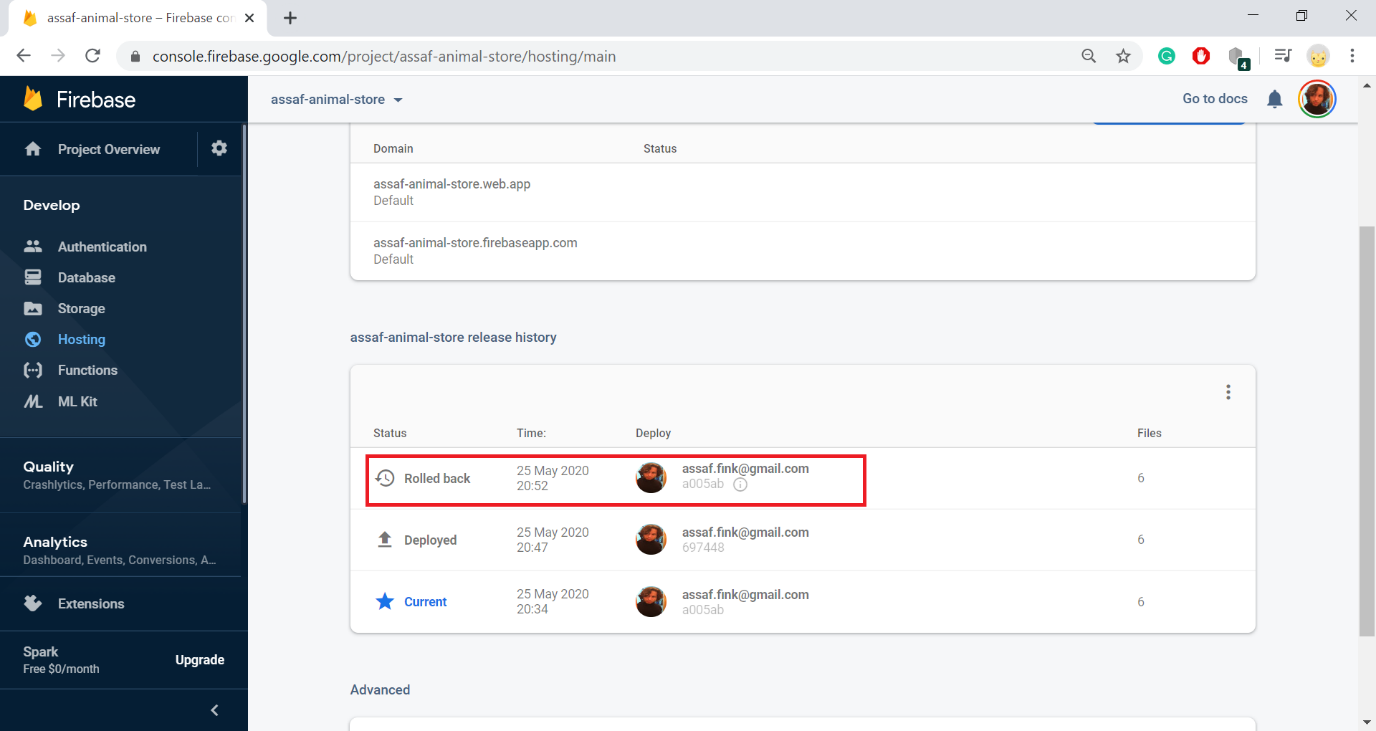 assaf-animal-store – Firebase con
console.firebase.google.com/project/assaf-animal-store/hosting/main
4
Firebase
assaf-animal-store
Go to docs
Project Overview
Develop
Authentication
Database
Storage
Hosting
Functions
ML Kit
Quality
Crashlytics, Performance, Test La...
Analytics
Dashboard, Events, Conversions, A...
Extensions
Spark
Free $0/month
Upgrade
Domain Status
assaf-animal-store.web.app
Default
assaf-animal-store.firebaseapp.com
Default
assaf-animal-store release history
Status Time: Deploy Files
Rolled back 25 May 2020 20:52 assaf.fink@gmail.com a005ab 6
Deployed 25 May 2020 20:47 assaf.fink@gmail.com 697448 6
Current 25 May 2020 20:34 assaf.fink@gmail.com a005ab 6
Advanced